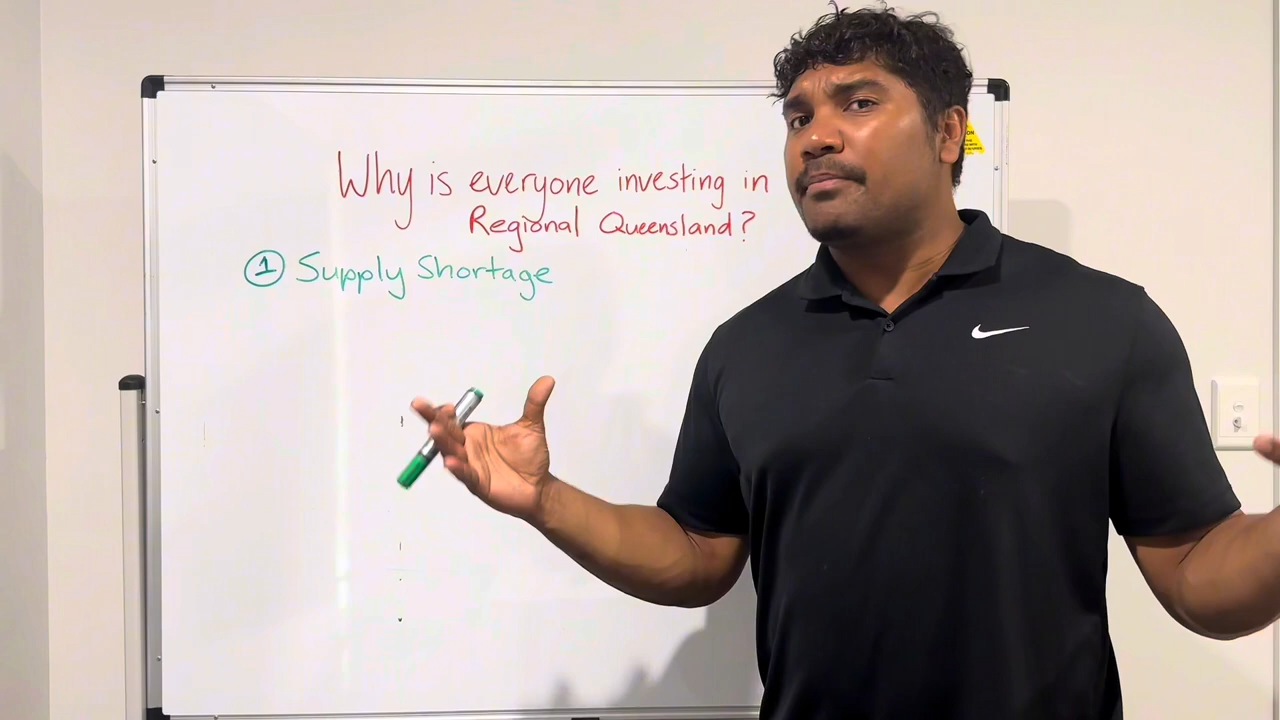 Why is everyone investing in
Regional Queensland?
① Supply Shortage